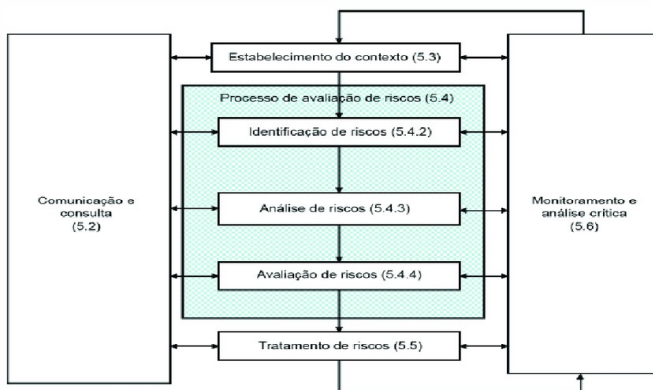 Estabelecimento do contexto (5.3)
Processo de avaliação de riscos (5.4)
Identificação de riscos (5.4.2)
Comunicação e
consulta
(5.2)
Análise de riscos (5.4.3)
Monitoramento e
análise crítica
(5.6)
Avaliação de riscos (5.4.4)
Tratamento de riscos (5.5)